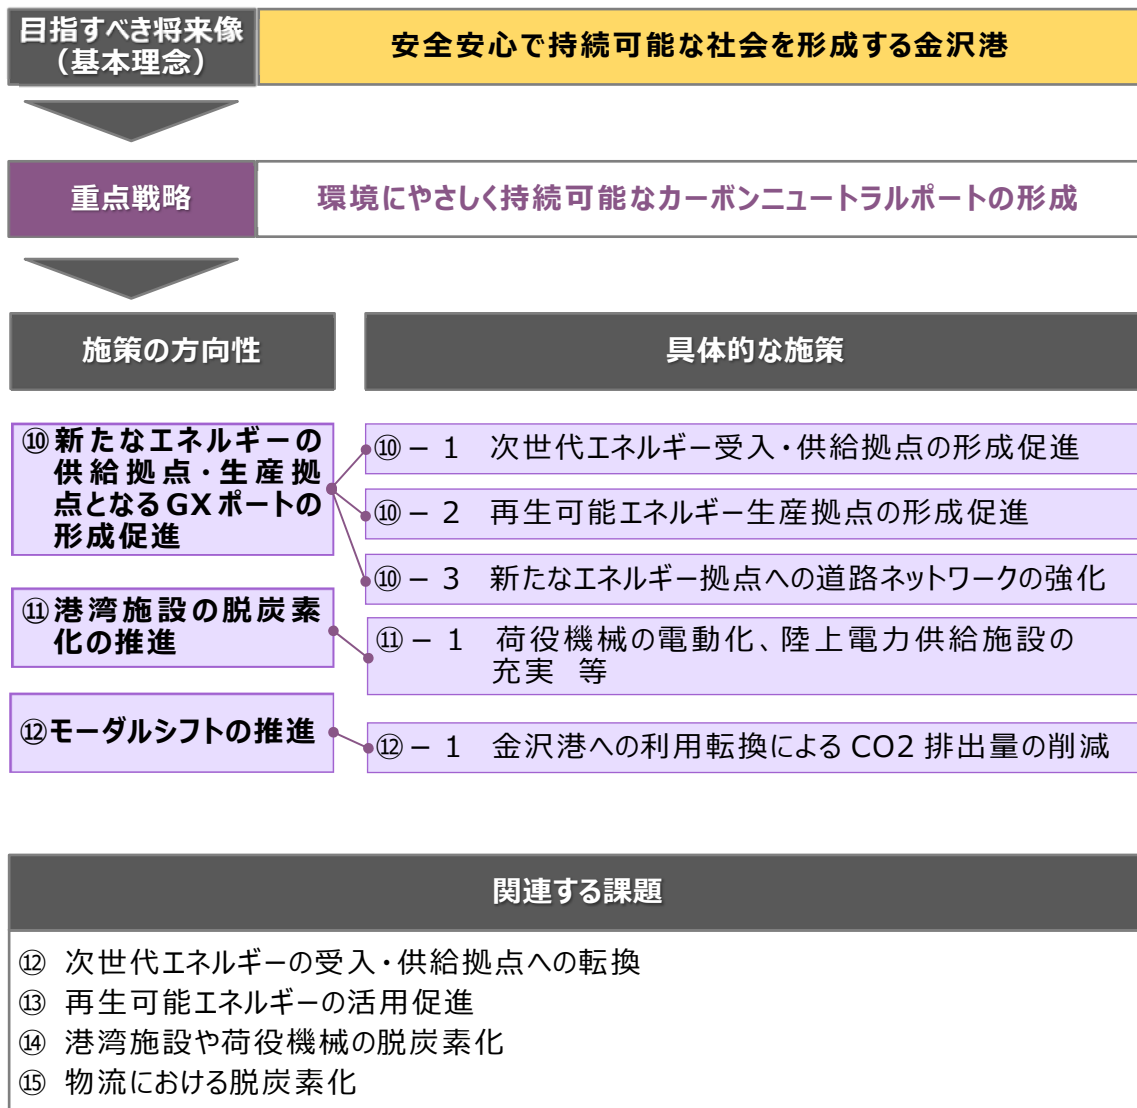 目指すべき将来像
（基本理念）
安全安心で持続可能な社会を形成する金沢港
重点戦略
環境にやさしく持続可能なカーボンニュートラルポートの形成
施策の方向性
具体的な施策
⑩新たなエネルギーの
供給拠点・生産拠
点となるGXポートの
形成促進
⑩－１　次世代エネルギー受入・供給拠点の形成促進
⑩－２　再生可能エネルギー生産拠点の形成促進
⑩－３　新たなエネルギー拠点への道路ネットワークの強化
⑪港湾施設の脱炭素
化の推進
⑪－１　荷役機械の電動化、陸上電力供給施設の
充実　等
⑫モーダルシフトの推進
⑫－１　金沢港への利用転換による CO2 排出量の削減
関連する課題
⑫　次世代エネルギーの受入・供給拠点への転換
⑬　再生可能エネルギーの活用促進
⑭　港湾施設や荷役機械の脱炭素化
⑮　物流における脱炭素化